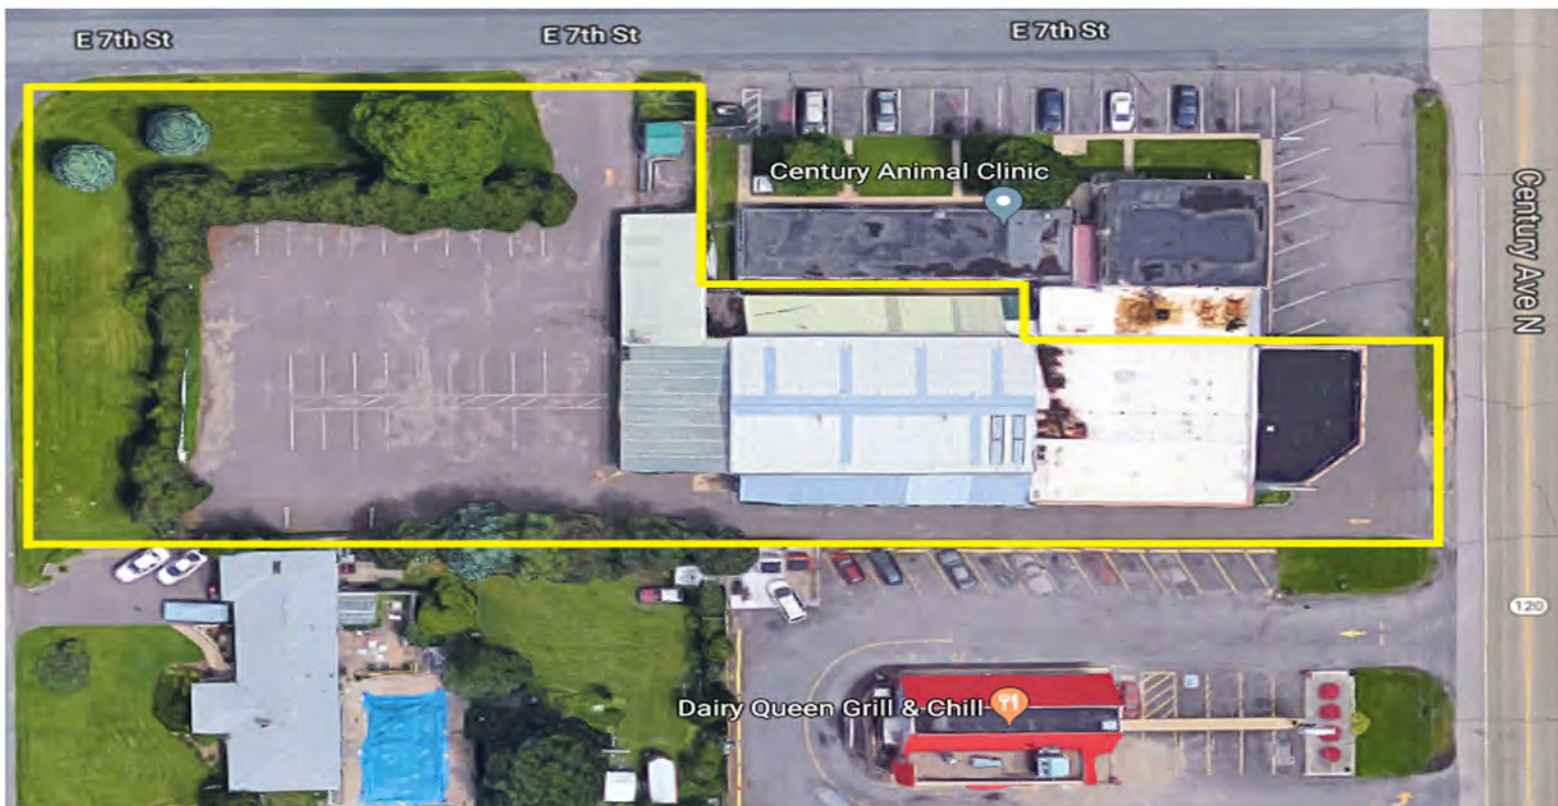 E 7th St
E 7th St
E 7th St
Century Animal Clinic
Century Ave N
120
Dairy Queen Grill & Chill